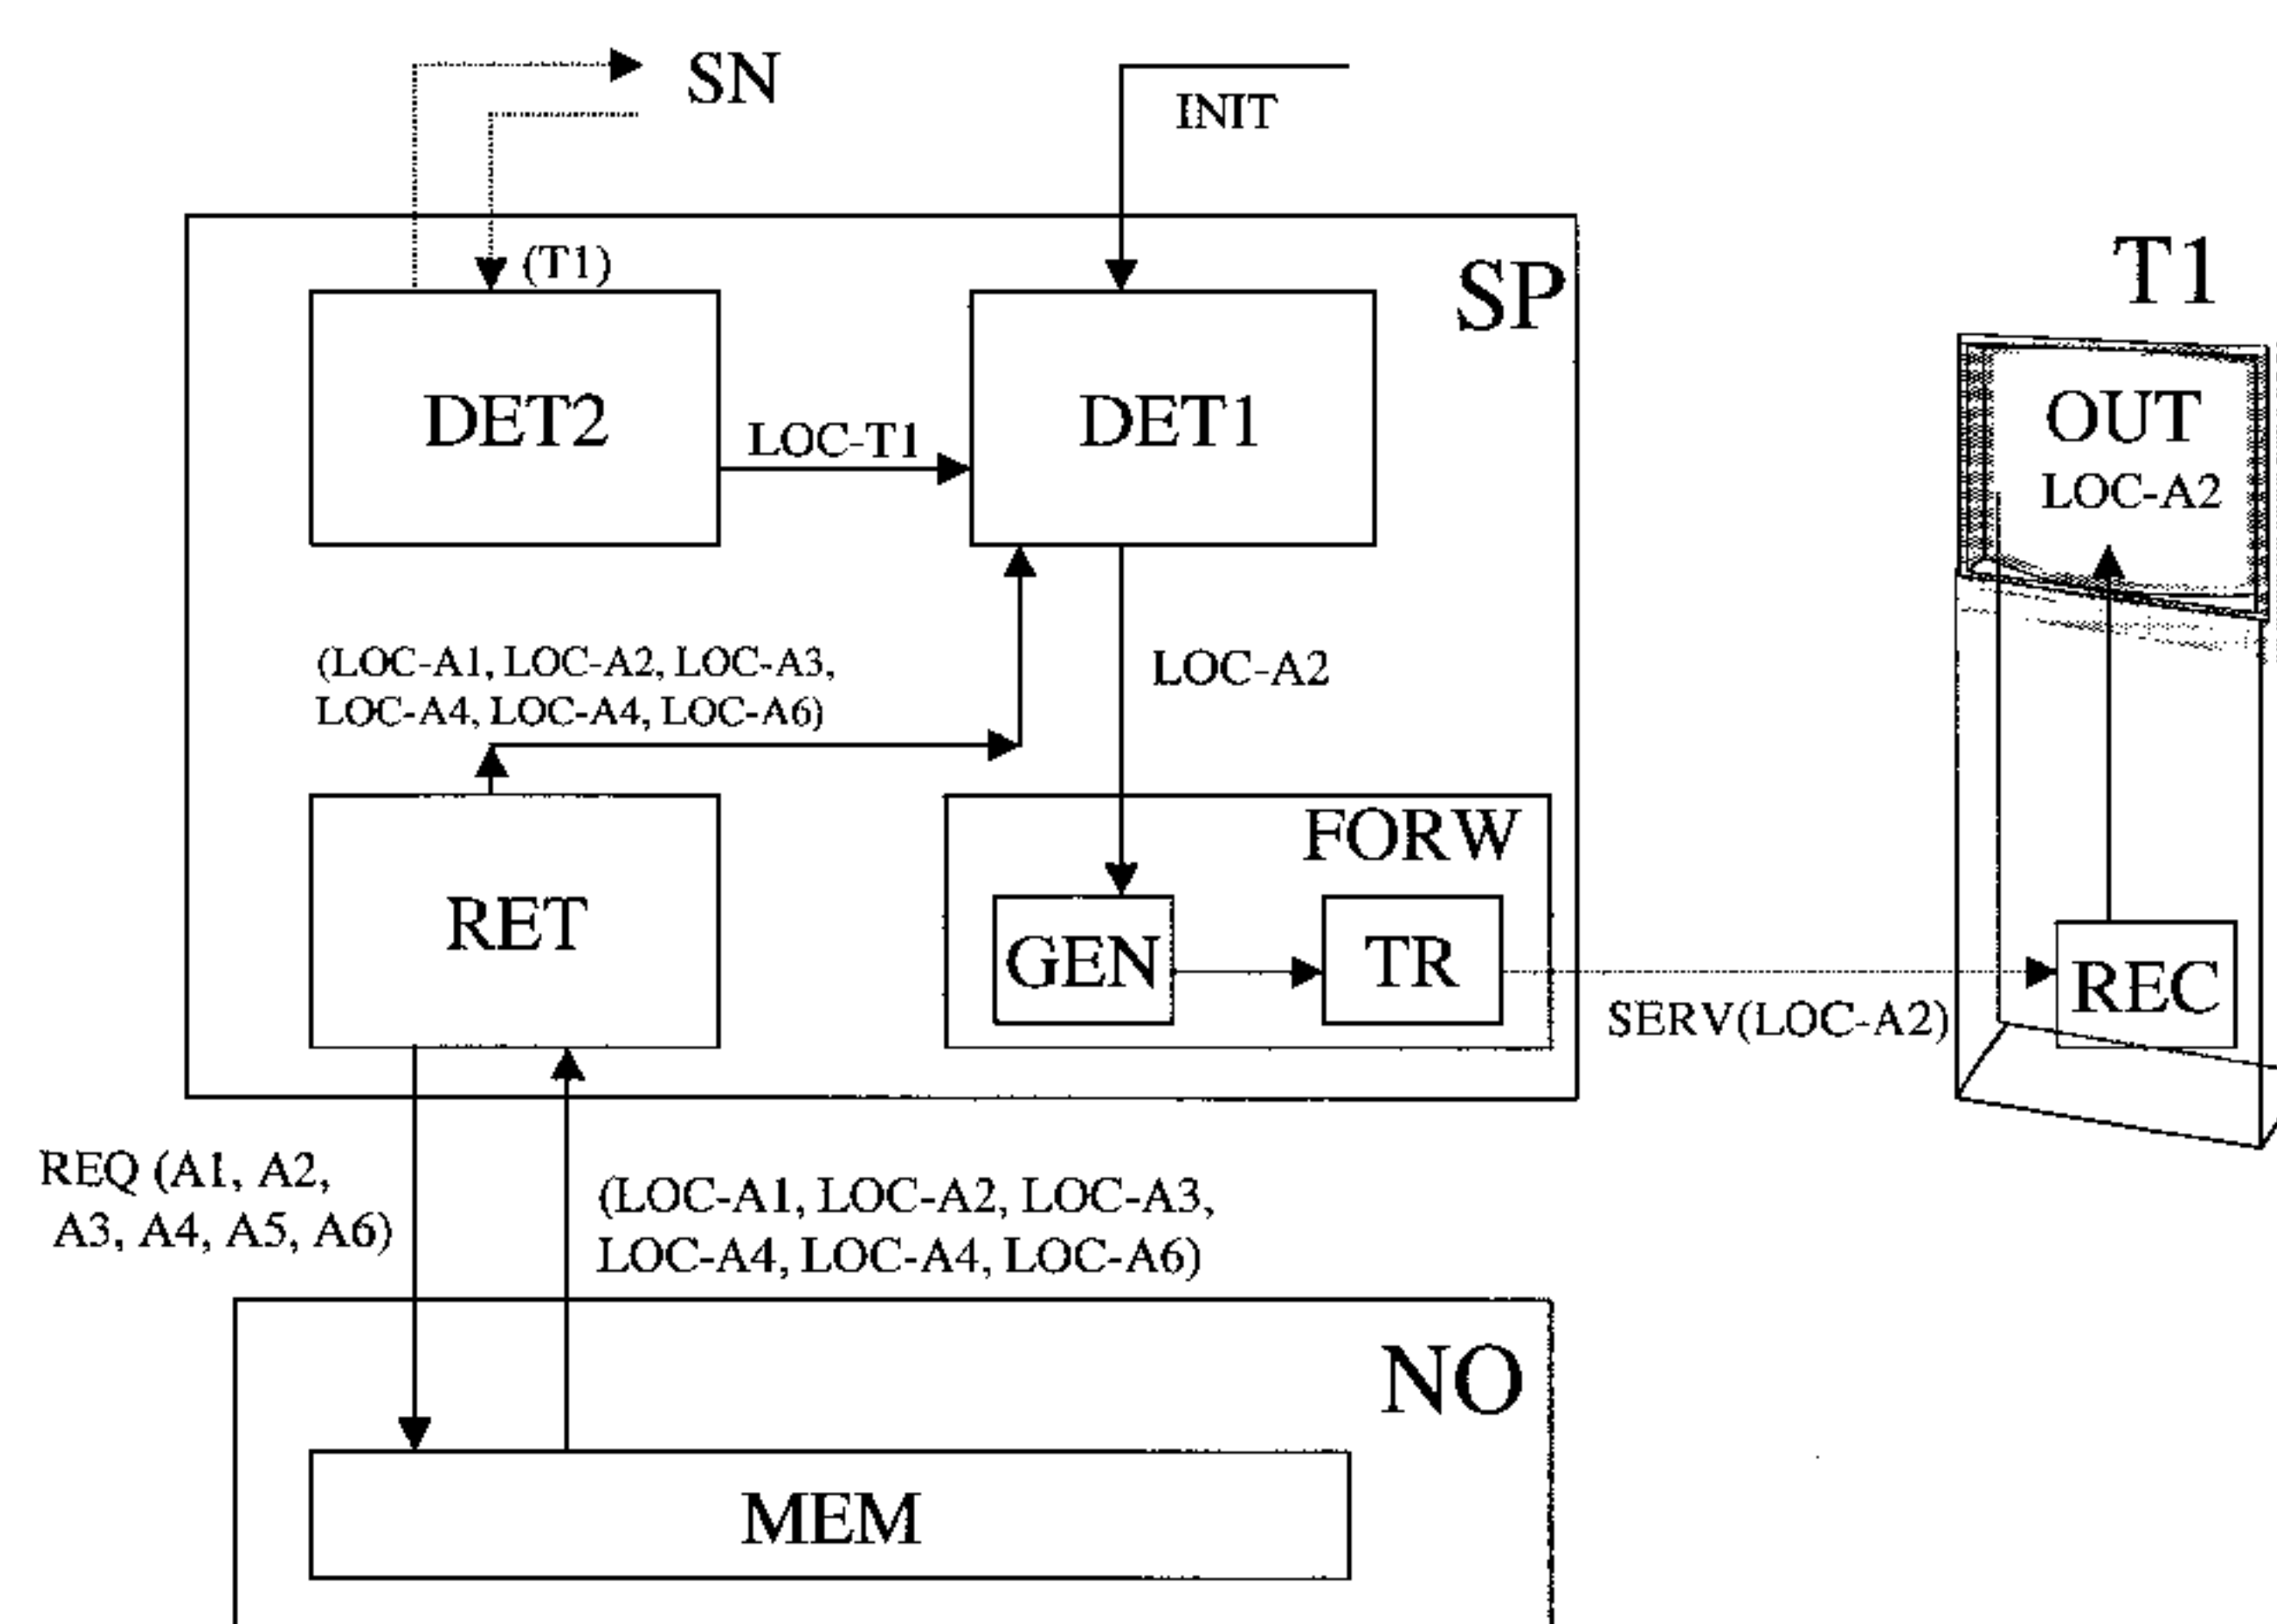 SN
INIT
(T1)
SP
T1
DET2
LOC-T1
DET1
OUT
LOC-A2
(LOC-A1, LOC-A2, LOC-A3,
LOC-A4, LOC-A4, LOC-A6)
LOC-A2
FORW
RET
GEN
TR
REC
SERV(LOC-A2)
REQ (A1, A2,
A3, A4, A5, A6)
(LOC-A1, LOC-A2, LOC-A3,
LOC-A4, LOC-A4, LOC-A6)
NO
MEM